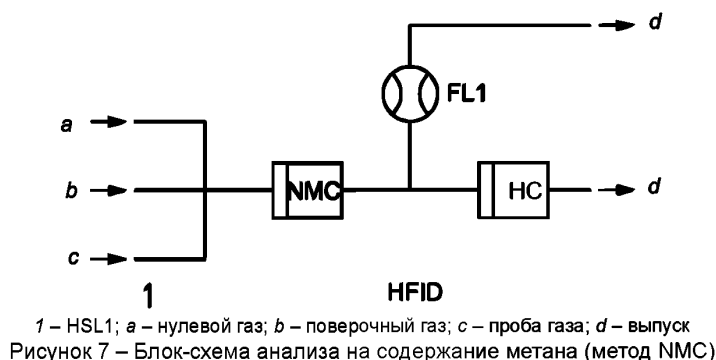 d
FL1
a
b
NMC
HC
d
c
1
HFID
1 – HSL1; a – нулевой газ; b – поверочный газ; c – проба газа; d – выпуск
Рисунок 7 – Блок-схема анализа на содержание метана (метод NMC)